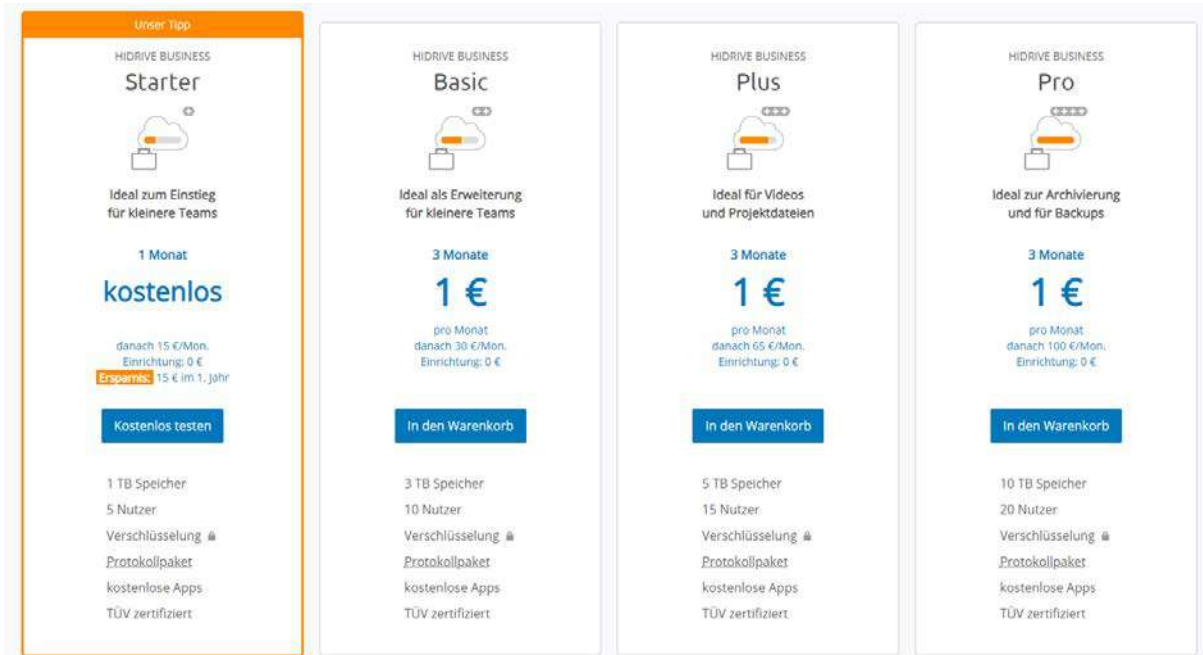 Unser Tipp
HIDRIVE BUSINESS
Starter
Ideal zum Einstieg
für kleinere Teams
1 Monat
kostenlos
danach 15 €/Mon.
Einrichtung: 0 €
Ersparnis: 15 € im 1. Jahr
Kostenlos testen
1 TB Speicher
5 Nutzer
Verschlüsselung
Protokollpaket
kostenlose Apps
TÜV zertifiziert
HIDRIVE BUSINESS
Basic
Ideal als Erweiterung
für kleinere Teams
3 Monate
1 €
pro Monat
danach 30 €/Mon.
Einrichtung: 0 €
In den Warenkorb
3 TB Speicher
10 Nutzer
Verschlüsselung
Protokollpaket
kostenlose Apps
TÜV zertifiziert
HIDRIVE BUSINESS
Plus
Ideal für Videos
und Projektdateien
3 Monate
1 €
pro Monat
danach 65 €/Mon.
Einrichtung: 0 €
In den Warenkorb
5 TB Speicher
15 Nutzer
Verschlüsselung
Protokollpaket
kostenlose Apps
TÜV zertifiziert
HIDRIVE BUSINESS
Pro
Ideal zur Archivierung
und für Backups
3 Monate
1 €
pro Monat
danach 100 €/Mon.
Einrichtung: 0 €
In den Warenkorb
10 TB Speicher
20 Nutzer
Verschlüsselung
Protokollpaket
kostenlose Apps
TÜV zertifiziert